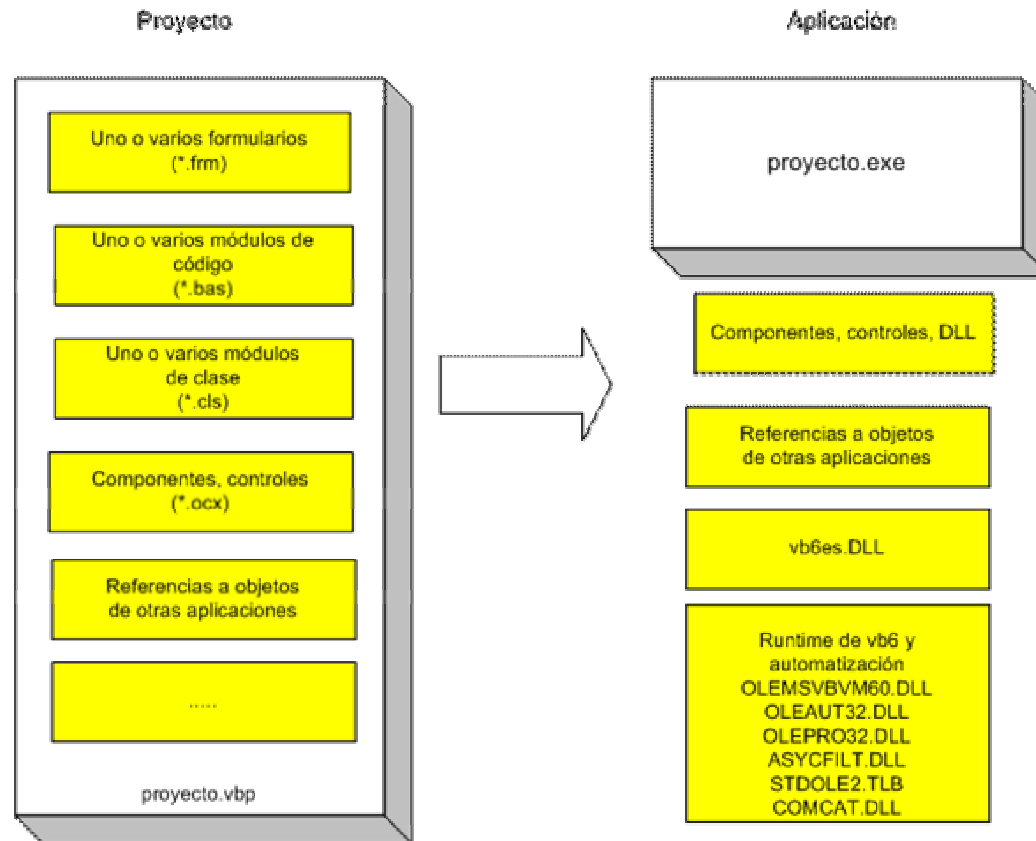 Proyecto
Uno o varios formularios
(*.frm)
Uno o varios módulos de
código
(*.bas)
Uno o varios módulos
de clase
(*.cls)
Componentes, controles
(*.ocx)
Referencias a objetos
de otras aplicaciones
.....
proyecto.vbp
Aplicación
proyecto.exe
Componentes, controles, DLL
Referencias a objetos
de otras aplicaciones
vb6es.DLL
Runtime de vb6 y
automatización
OLEMSVBVM60.DLL
OLEAUT32.DLL
OLEPRO32.DLL
ASYCFILT.DLL
STDOLE2.TLB
COMCAT.DLL